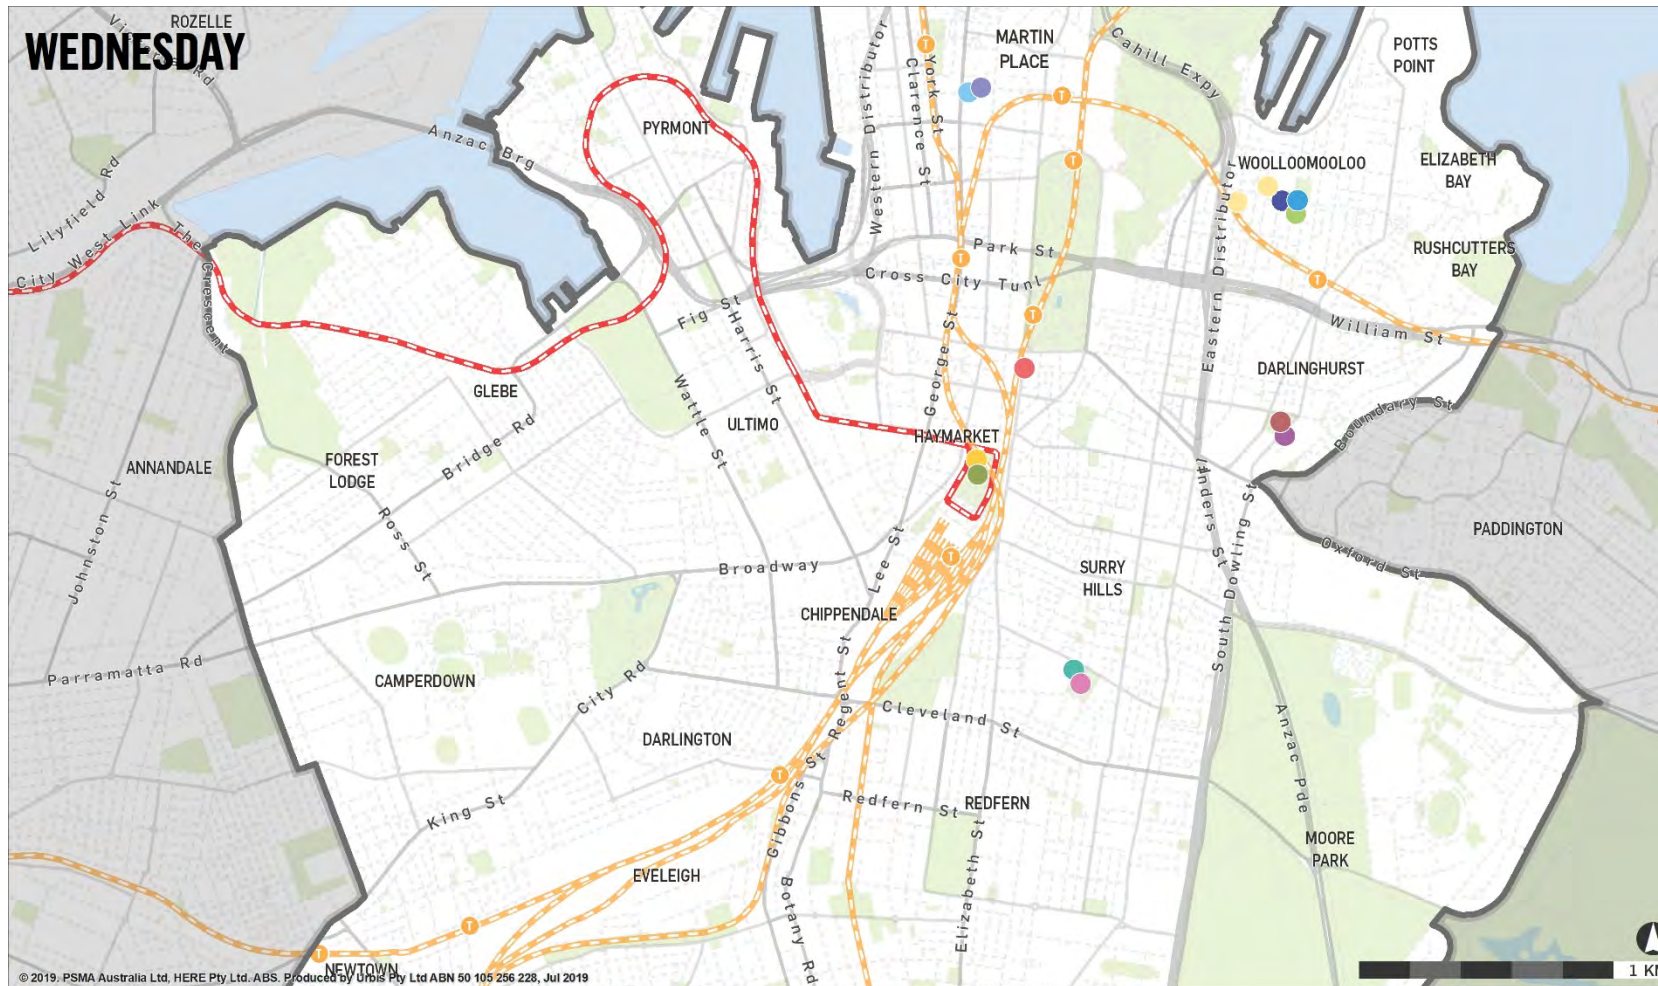 WEDNESDAY
ROZELLE
Victoria Rd
MARTIN
PLACE
POTTS
POINT
Cahill Expy
York St
Clarence St
Western Distributor
PYRMONT
Anzac Brg
WOOLLOOMOOLOO
ELIZABETH
BAY
Lilyfield Rd
City West Link
The Crescent
Park St
Cross City Tunl
Eastern Distributor
RUSHCUTTERS
BAY
Fig St
Harris St
George St
William St
DARLINGHURST
GLEBE
Wattle St
ULTIMO
HAYMARKET
Boundary St
ANNANDALE
FOREST
LODGE
Bridge Rd
Johnston St
Ross St
Broadway
Lee St
SURRY
HILLS
Flinders St
South Dowling St
PADDINGTON
Oxford St
CHIPPENDALE
Parramatta Rd
CAMPERDOWN
City Rd
Regent St
Cleveland St
DARLINGTON
Anzac Pde
King St
Gibbons St
Redfern St
REDFERN
MOORE
PARK
EVELEIGH
Botany Rd
Elizabeth St
NEWTOWN
© 2019. PSMA Australia Ltd, HERE Pty Ltd. ABS. Produced by Urbis Pty Ltd ABN 50 105 256 228, Jul 2019
T
T
T
T
T
T
T
T
T
T
1 KM